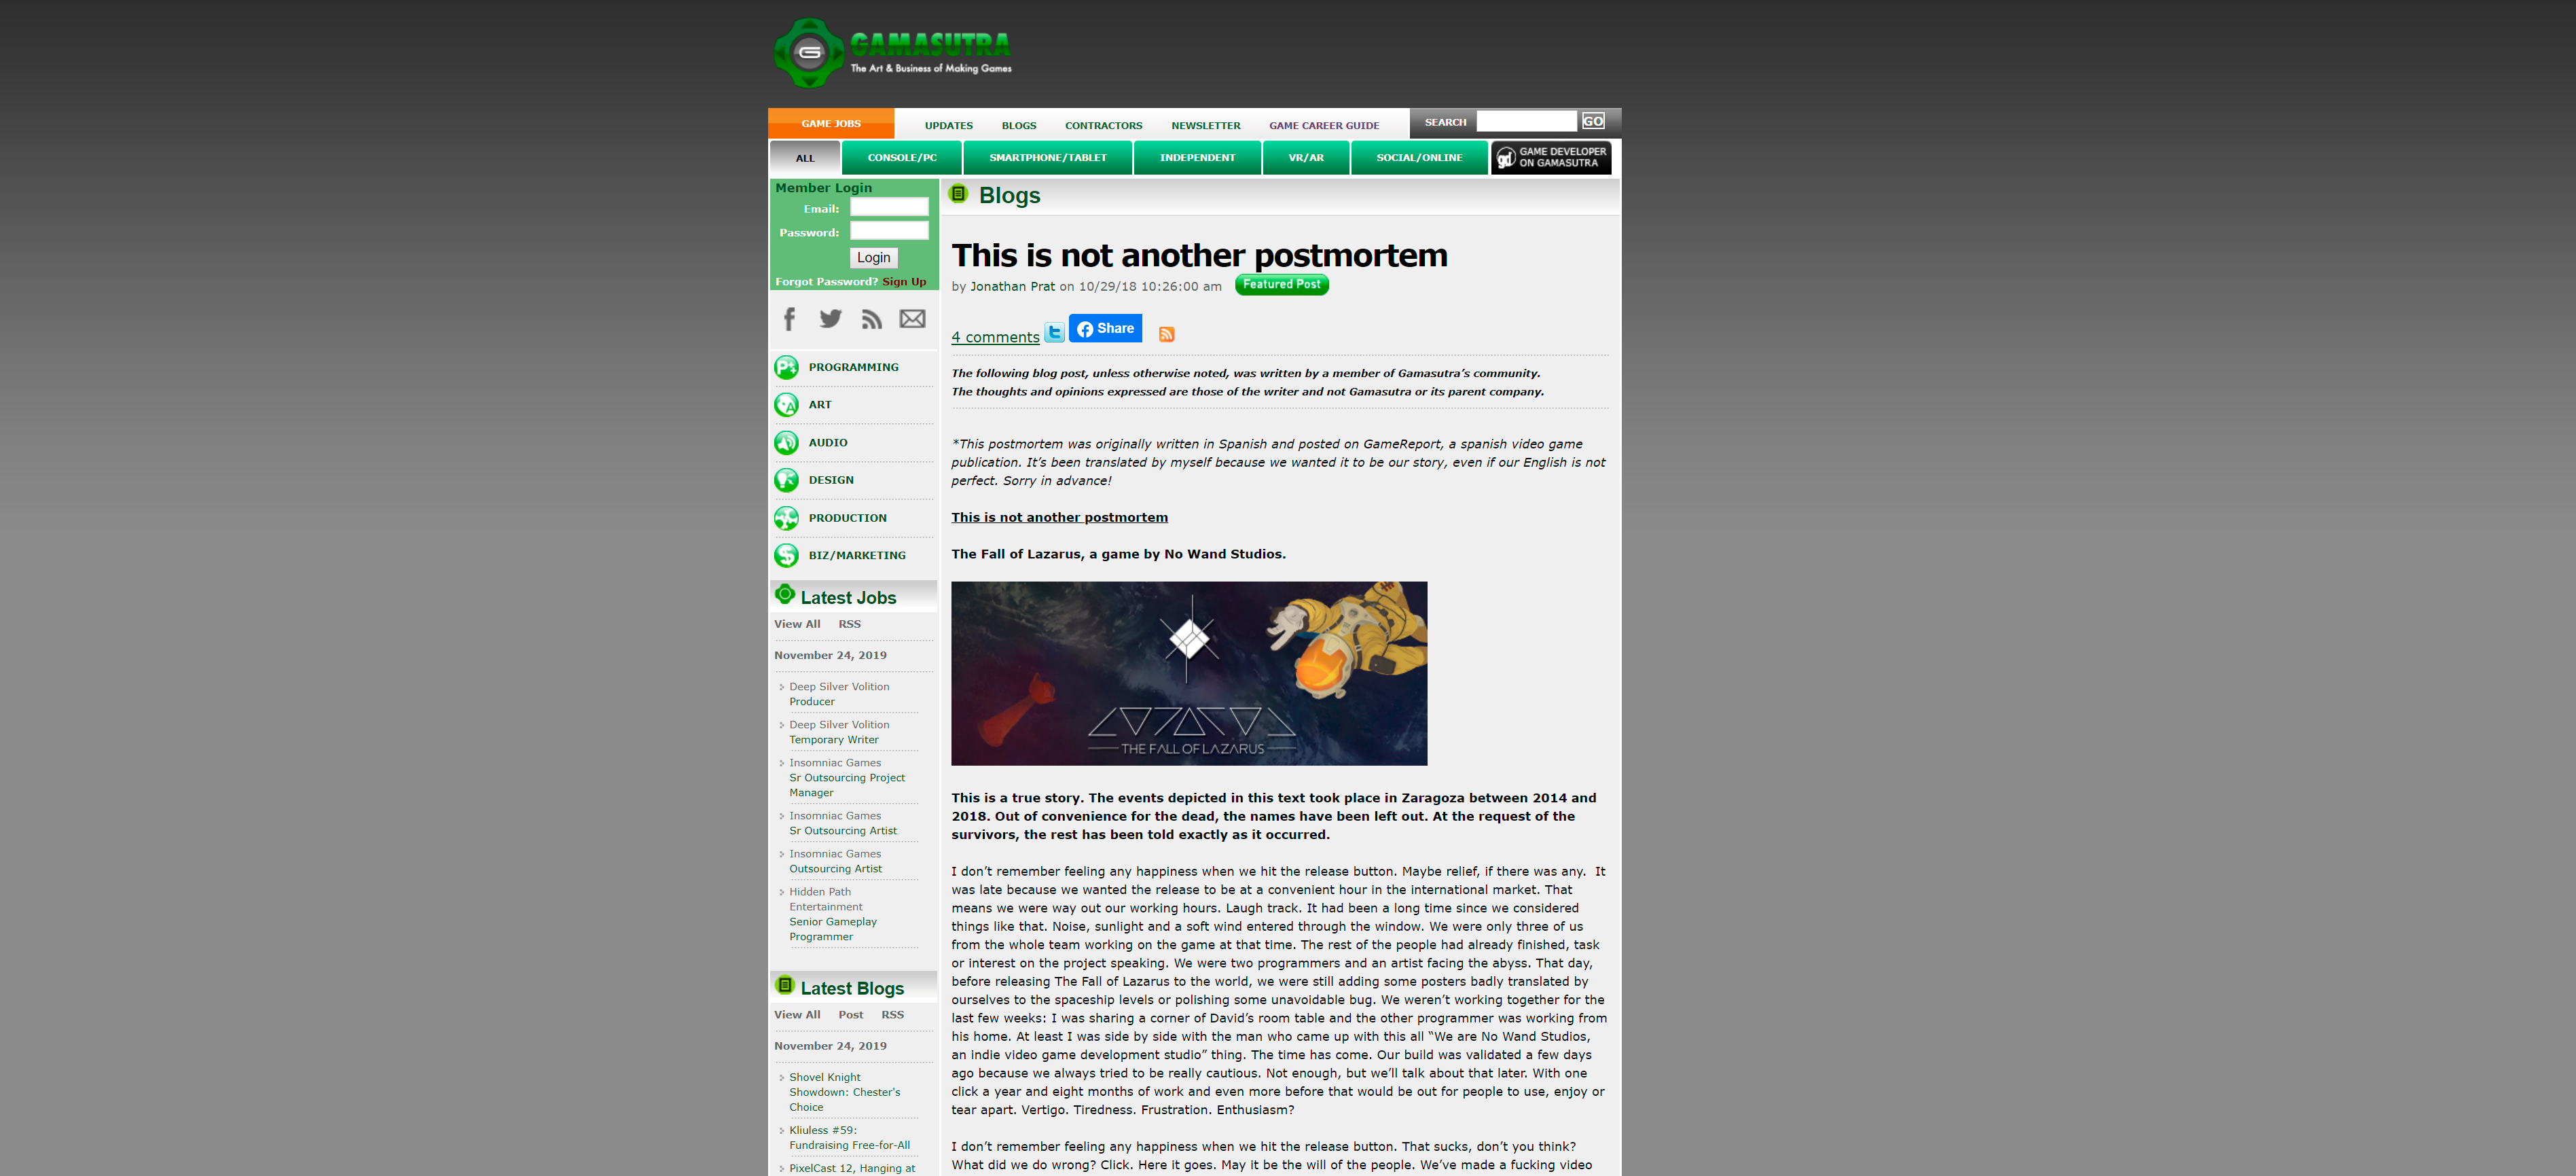 GAMASUTRA
The Art & Business of Making Games
GAME JOBS
UPDATES BLOGS CONTRACTORS NEWSLETTER GAME CAREER GUIDE
SEARCH GO
ALL CONSOLE/PC SMARTPHONE/TABLET INDEPENDENT VR/AR SOCIAL/ONLINE
gd GAME DEVELOPER
ON GAMASUTRA
Member Login
Email:
Password:
Login
Forgot Password? Sign Up
PROGRAMMING
ART
AUDIO
DESIGN
PRODUCTION
BIZ/MARKETING
Latest Jobs
View All RSS
November 24, 2019
Deep Silver Volition
Producer
Deep Silver Volition
Temporary Writer
Insomniac Games
Sr Outsourcing Project
Manager
Insomniac Games
Sr Outsourcing Artist
Insomniac Games
Outsourcing Artist
Hidden Path
Entertainment
Senior Gameplay
Programmer
Latest Blogs
View All Post RSS
November 24, 2019
Shovel Knight
Showdown: Chester's
Choice
Kliuless #59:
Fundraising Free-for-All
PixelCast 12, Hanging at
Blogs
This is not another postmortem
by Jonathan Prat on 10/29/18 10:26:00 am Featured Post
4 comments Share
The following blog post, unless otherwise noted, was written by a member of Gamasutra’s community.
The thoughts and opinions expressed are those of the writer and not Gamasutra or its parent company.
*This postmortem was originally written in Spanish and posted on GameReport, a spanish video game
publication. It’s been translated by myself because we wanted it to be our story, even if our English is not
perfect. Sorry in advance!
This is not another postmortem
The Fall of Lazarus, a game by No Wand Studios.
THE FALL OF LAZARUS
This is a true story. The events depicted in this text took place in Zaragoza between 2014 and
2018. Out of convenience for the dead, the names have been left out. At the request of the
survivors, the rest has been told exactly as it occurred.
I don’t remember feeling any happiness when we hit the release button. Maybe relief, if there was any.  It
was late because we wanted the release to be at a convenient hour in the international market. That
means we were way out our working hours. Laugh track. It had been a long time since we considered
things like that. Noise, sunlight and a soft wind entered through the window. We were only three of us
from the whole team working on the game at that time. The rest of the people had already finished, task
or interest on the project speaking. We were two programmers and an artist facing the abyss. That day,
before releasing The Fall of Lazarus to the world, we were still adding some posters badly translated by
ourselves to the spaceship levels or polishing some unavoidable bug. We weren’t working together for the
last few weeks: I was sharing a corner of David’s room table and the other programmer was working from
his home. At least I was side by side with the man who came up with this all “We are No Wand Studios,
an indie video game development studio” thing. The time has come. Our build was validated a few days
ago because we always tried to be really cautious. Not enough, but we’ll talk about that later. With one
click a year and eight months of work and even more before that would be out for people to use, enjoy or
tear apart. Vertigo. Tiredness. Frustration. Enthusiasm?
I don’t remember feeling any happiness when we hit the release button. That sucks, don’t you think?
What did we do wrong? Click. Here it goes. May it be the will of the people. We’ve made a fucking video